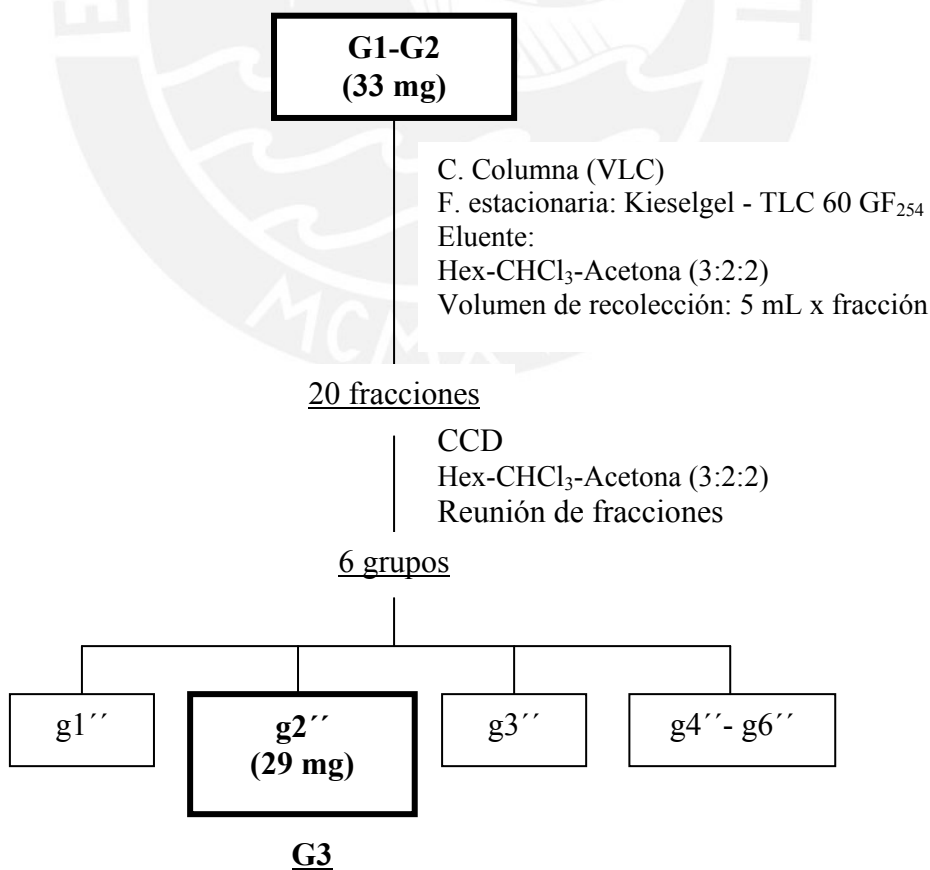 G1-G2
(33 mg)
C. Columna (VLC)
F. estacionaria: Kieselgel - TLC 60 GF₂₅₄
Eluente:
Hex-CHCl₃-Acetona (3:2:2)
Volumen de recolección: 5 mL x fracción
20 fracciones
CCD
Hex-CHCl₃-Acetona (3:2:2)
Reunión de fracciones
6 grupos
g1´´
g2´´
(29 mg)
g3´´
g4´´- g6´´
G3